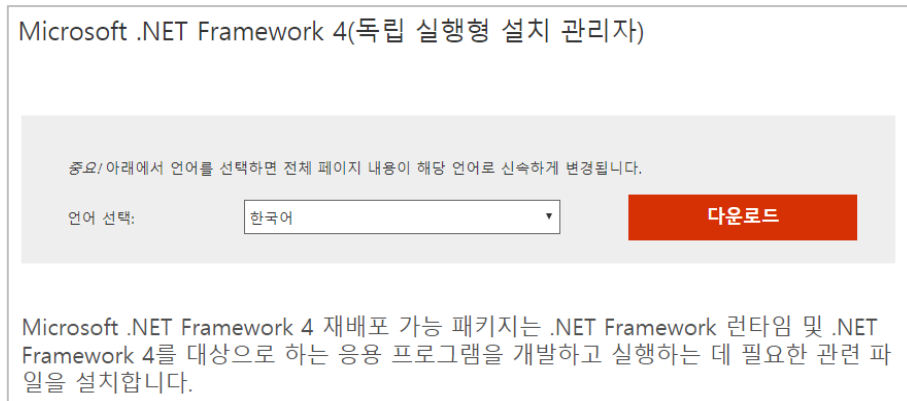 Microsoft .NET Framework 4(독립 실행형 설치 관리자)
중요! 아래에서 언어를 선택하면 전체 페이지 내용이 해당 언어로 신속하게 변경됩니다.
언어 선택:
한국어
다운로드
Microsoft .NET Framework 4 재배포 가능 패키지는 .NET Framework 런타임 및 .NET
Framework 4를 대상으로 하는 응용 프로그램을 개발하고 실행하는 데 필요한 관련 파
일을 설치합니다.